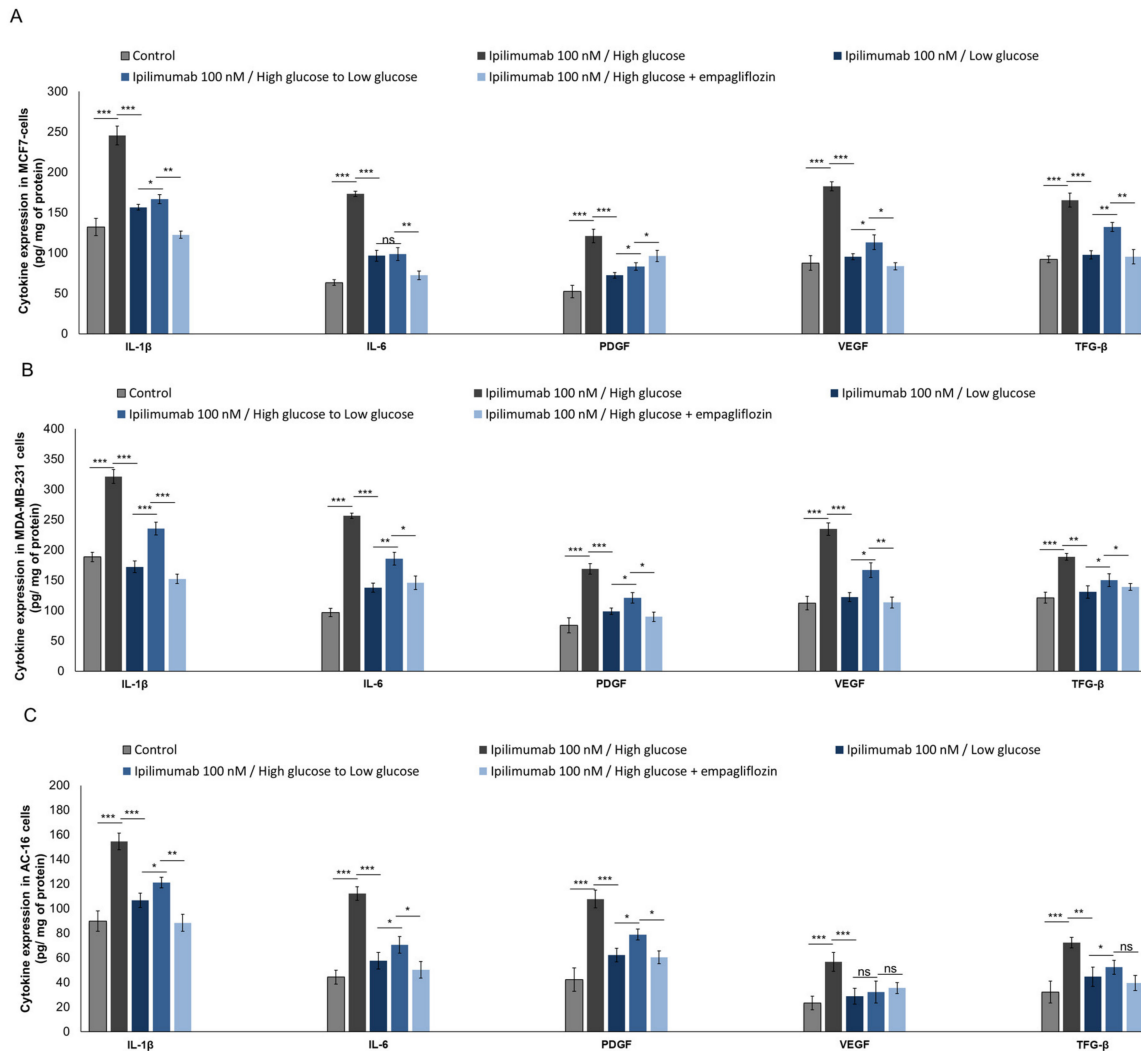 A
Control
Ipilimumab 100 nM / High glucose
Ipilimumab 100 nM / Low glucose
Ipilimumab 100 nM / High glucose to Low glucose
Ipilimumab 100 nM / High glucose + empagliflozin
Cytokine expression in MCF7-cells
(pg/ mg of protein)
300
250
200
150
100
50
0
*** *** * **
*** *** ns **
*** *** * *
*** *** * *
*** *** ** **
IL-1β IL-6 PDGF VEGF TFG-β
B
Control
Ipilimumab 100 nM / High glucose
Ipilimumab 100 nM / Low glucose
Ipilimumab 100 nM / High glucose to Low glucose
Ipilimumab 100 nM / High glucose + empagliflozin
Cytokine expression in MDA-MB-231 cells
(pg/ mg of protein)
400
350
300
250
200
150
100
50
0
*** *** *** ***
*** *** ** *
*** *** * *
*** *** * **
*** ** * *
IL-1β IL-6 PDGF VEGF TFG-β
C
Control
Ipilimumab 100 nM / High glucose
Ipilimumab 100 nM / Low glucose
Ipilimumab 100 nM / High glucose to Low glucose
Ipilimumab 100 nM / High glucose + empagliflozin
Cytokine expression in AC-16 cells
(pg/ mg of protein)
200
180
160
140
120
100
80
60
40
20
0
*** *** * **
*** *** * *
*** *** * *
*** *** ns ns
*** ** * ns
IL-1β IL-6 PDGF VEGF TFG-β